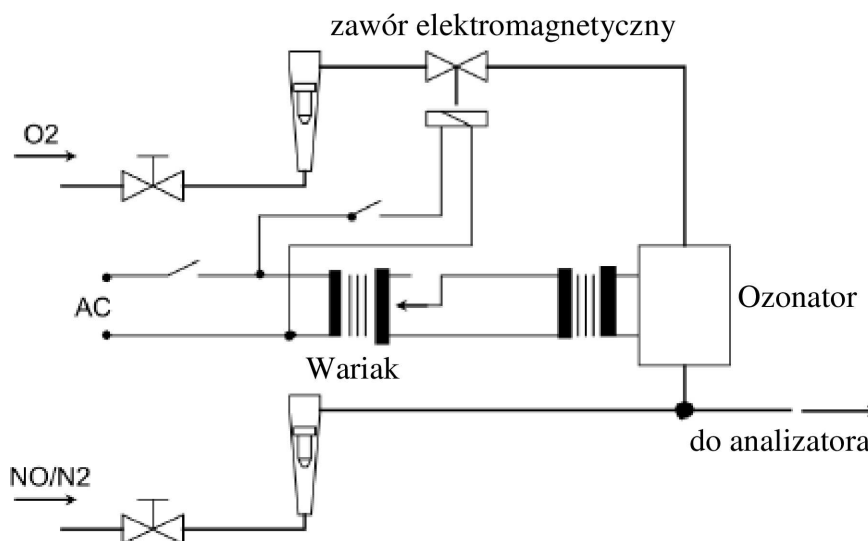 zawór elektromagnetyczny
O2
AC
Ozonator
Wariak
do analizatora
NO/N2